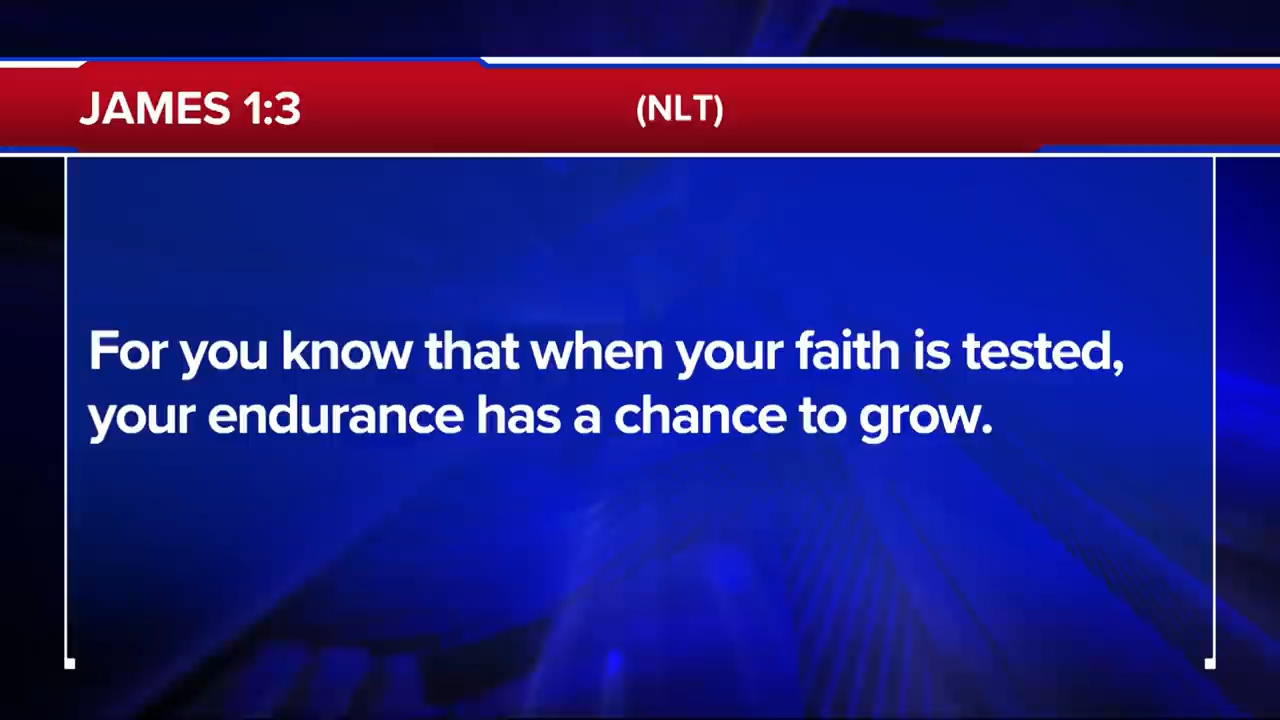 JAMES 1:3 (NLT)
For you know that when your faith is tested,
your endurance has a chance to grow.